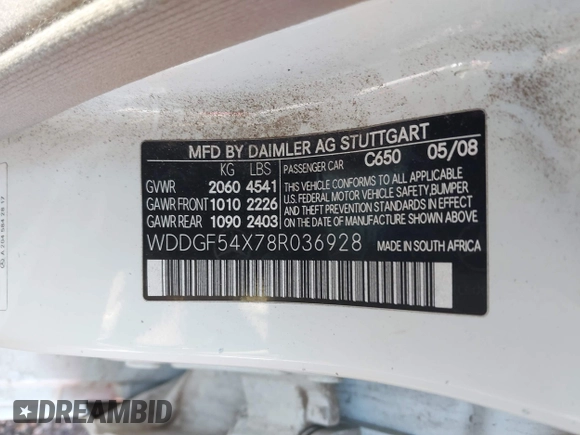 MFD BY DAIMLER AG STUTTGART
KG LBS PASSENGER CAR C650 05/08
GVWR 2060 4541
GAWR FRONT 1010 2226
GAWR REAR 1090 2403
THIS VEHICLE CONFORMS TO ALL APPLICABLE
U.S. FEDERAL MOTOR VEHICLE SAFETY,BUMPER
AND THEFT PREVENTION STANDARDS IN EFFECT ON
THE DATE OF MANUFACTURE SHOWN ABOVE.
WDDGF54X78R036928 MADE IN SOUTH AFRICA
DREAMBID